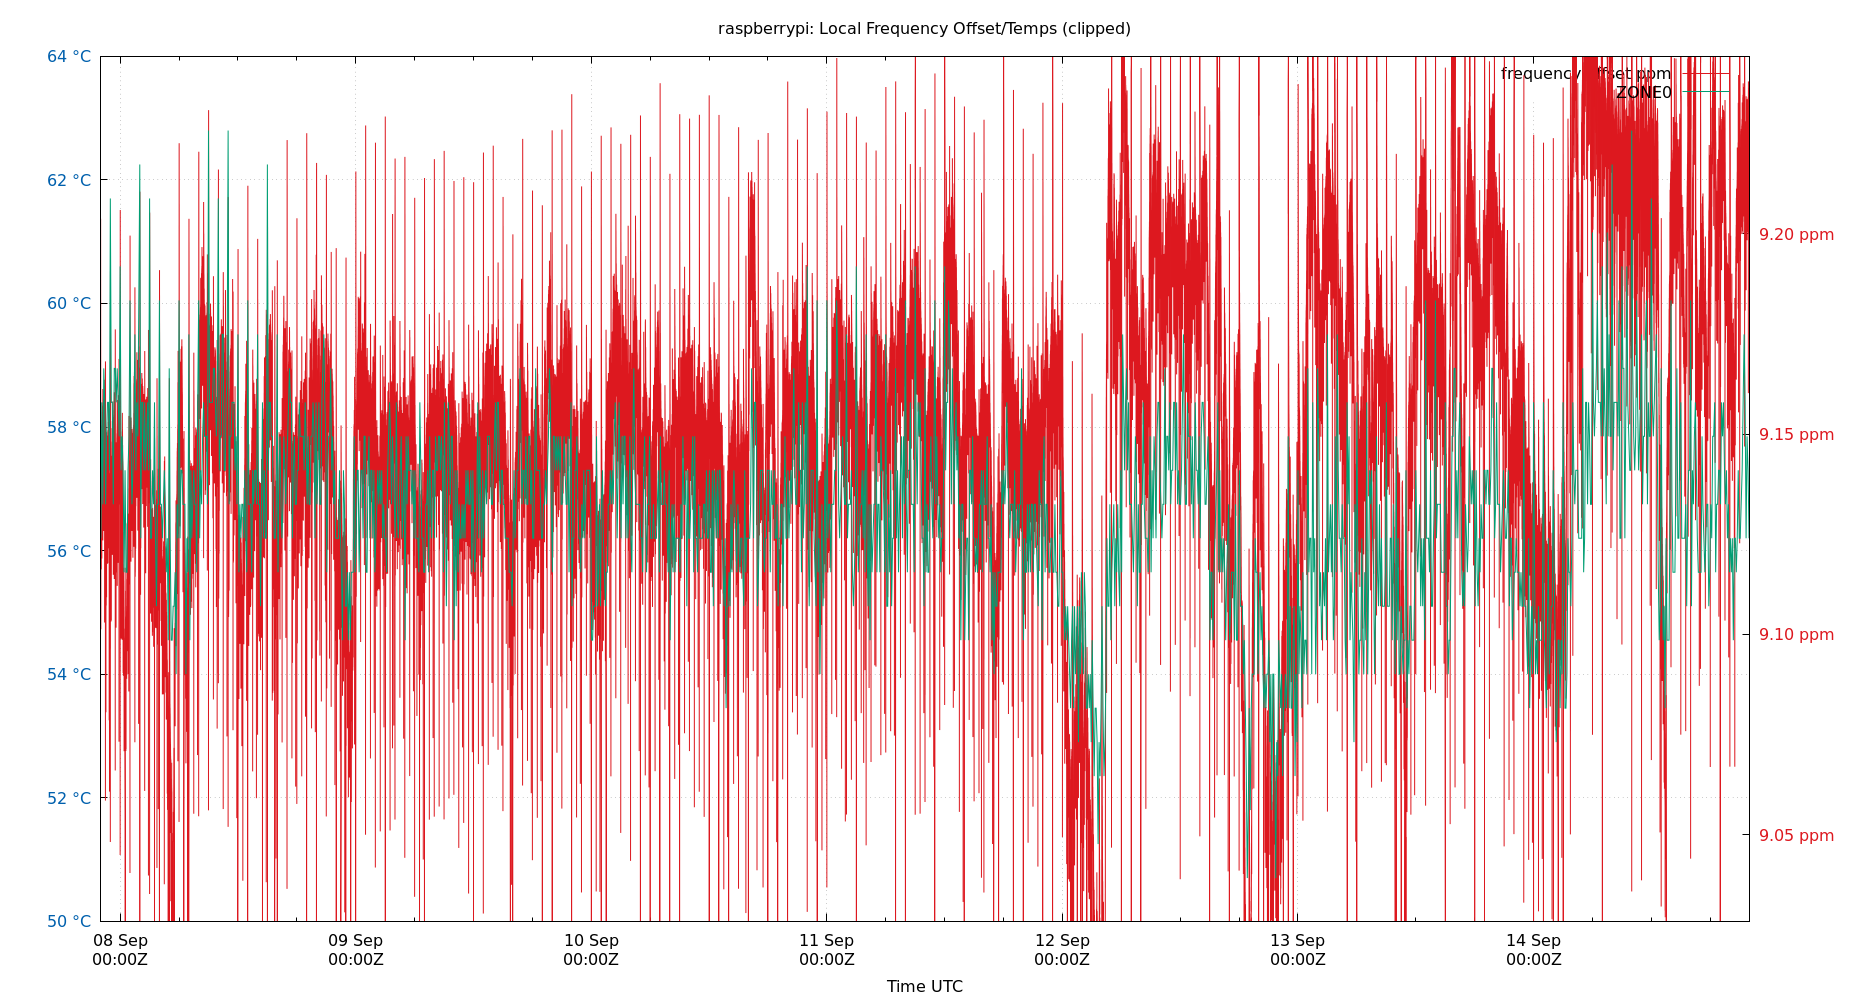 raspberrypi: Local Frequency Offset/Temps (clipped)
64 °C
62 °C
60 °C
58 °C
56 °C
54 °C
52 °C
50 °C
frequency offset ppm
ZONE0
9.20 ppm
9.15 ppm
9.10 ppm
9.05 ppm
08 Sep
00:00Z
09 Sep
00:00Z
10 Sep
00:00Z
11 Sep
00:00Z
12 Sep
00:00Z
13 Sep
00:00Z
14 Sep
00:00Z
Time UTC